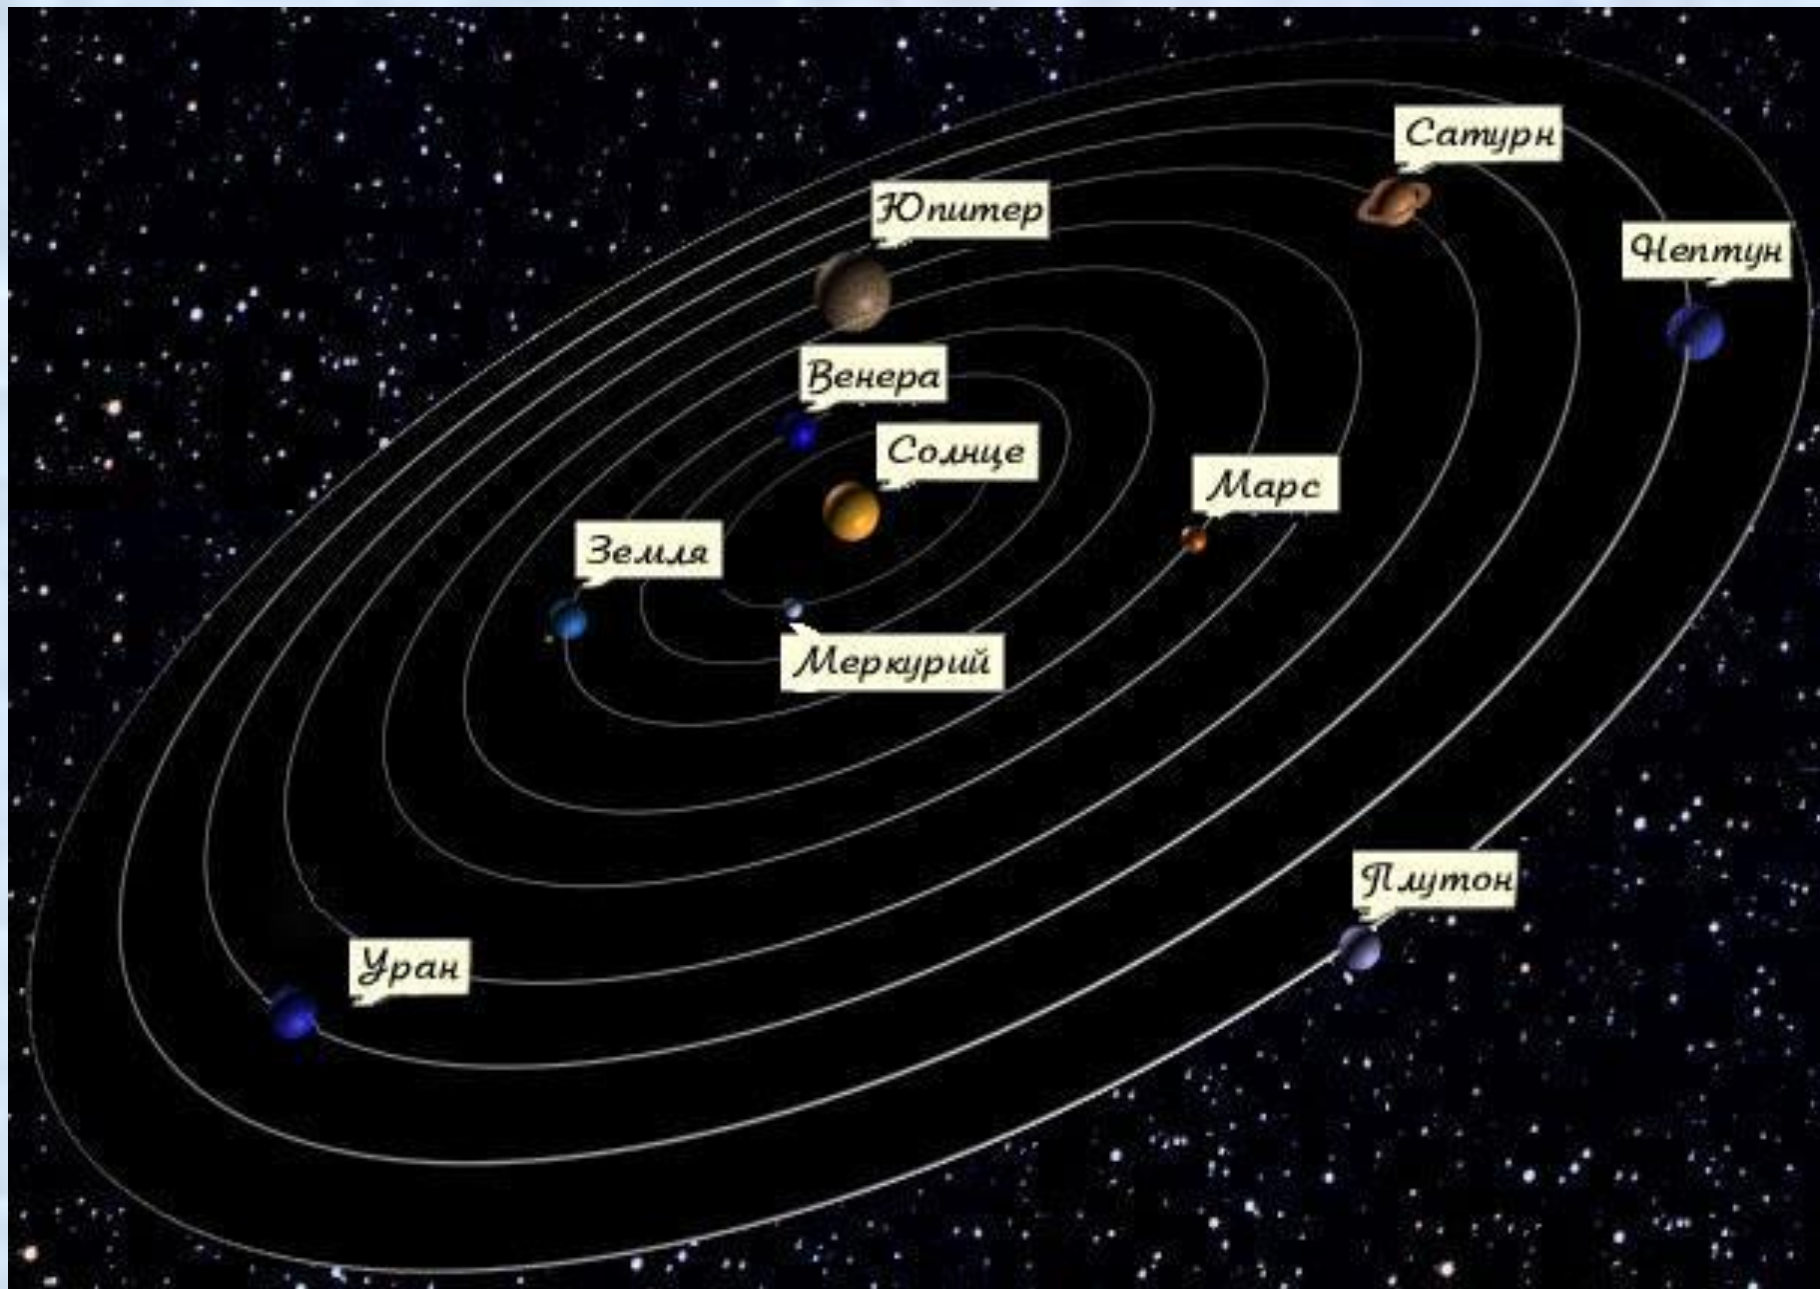 Сатурн
Юпитер
Нептун
Венера
Солнце
Марс
Земля
Меркурий
Плутон
Уран